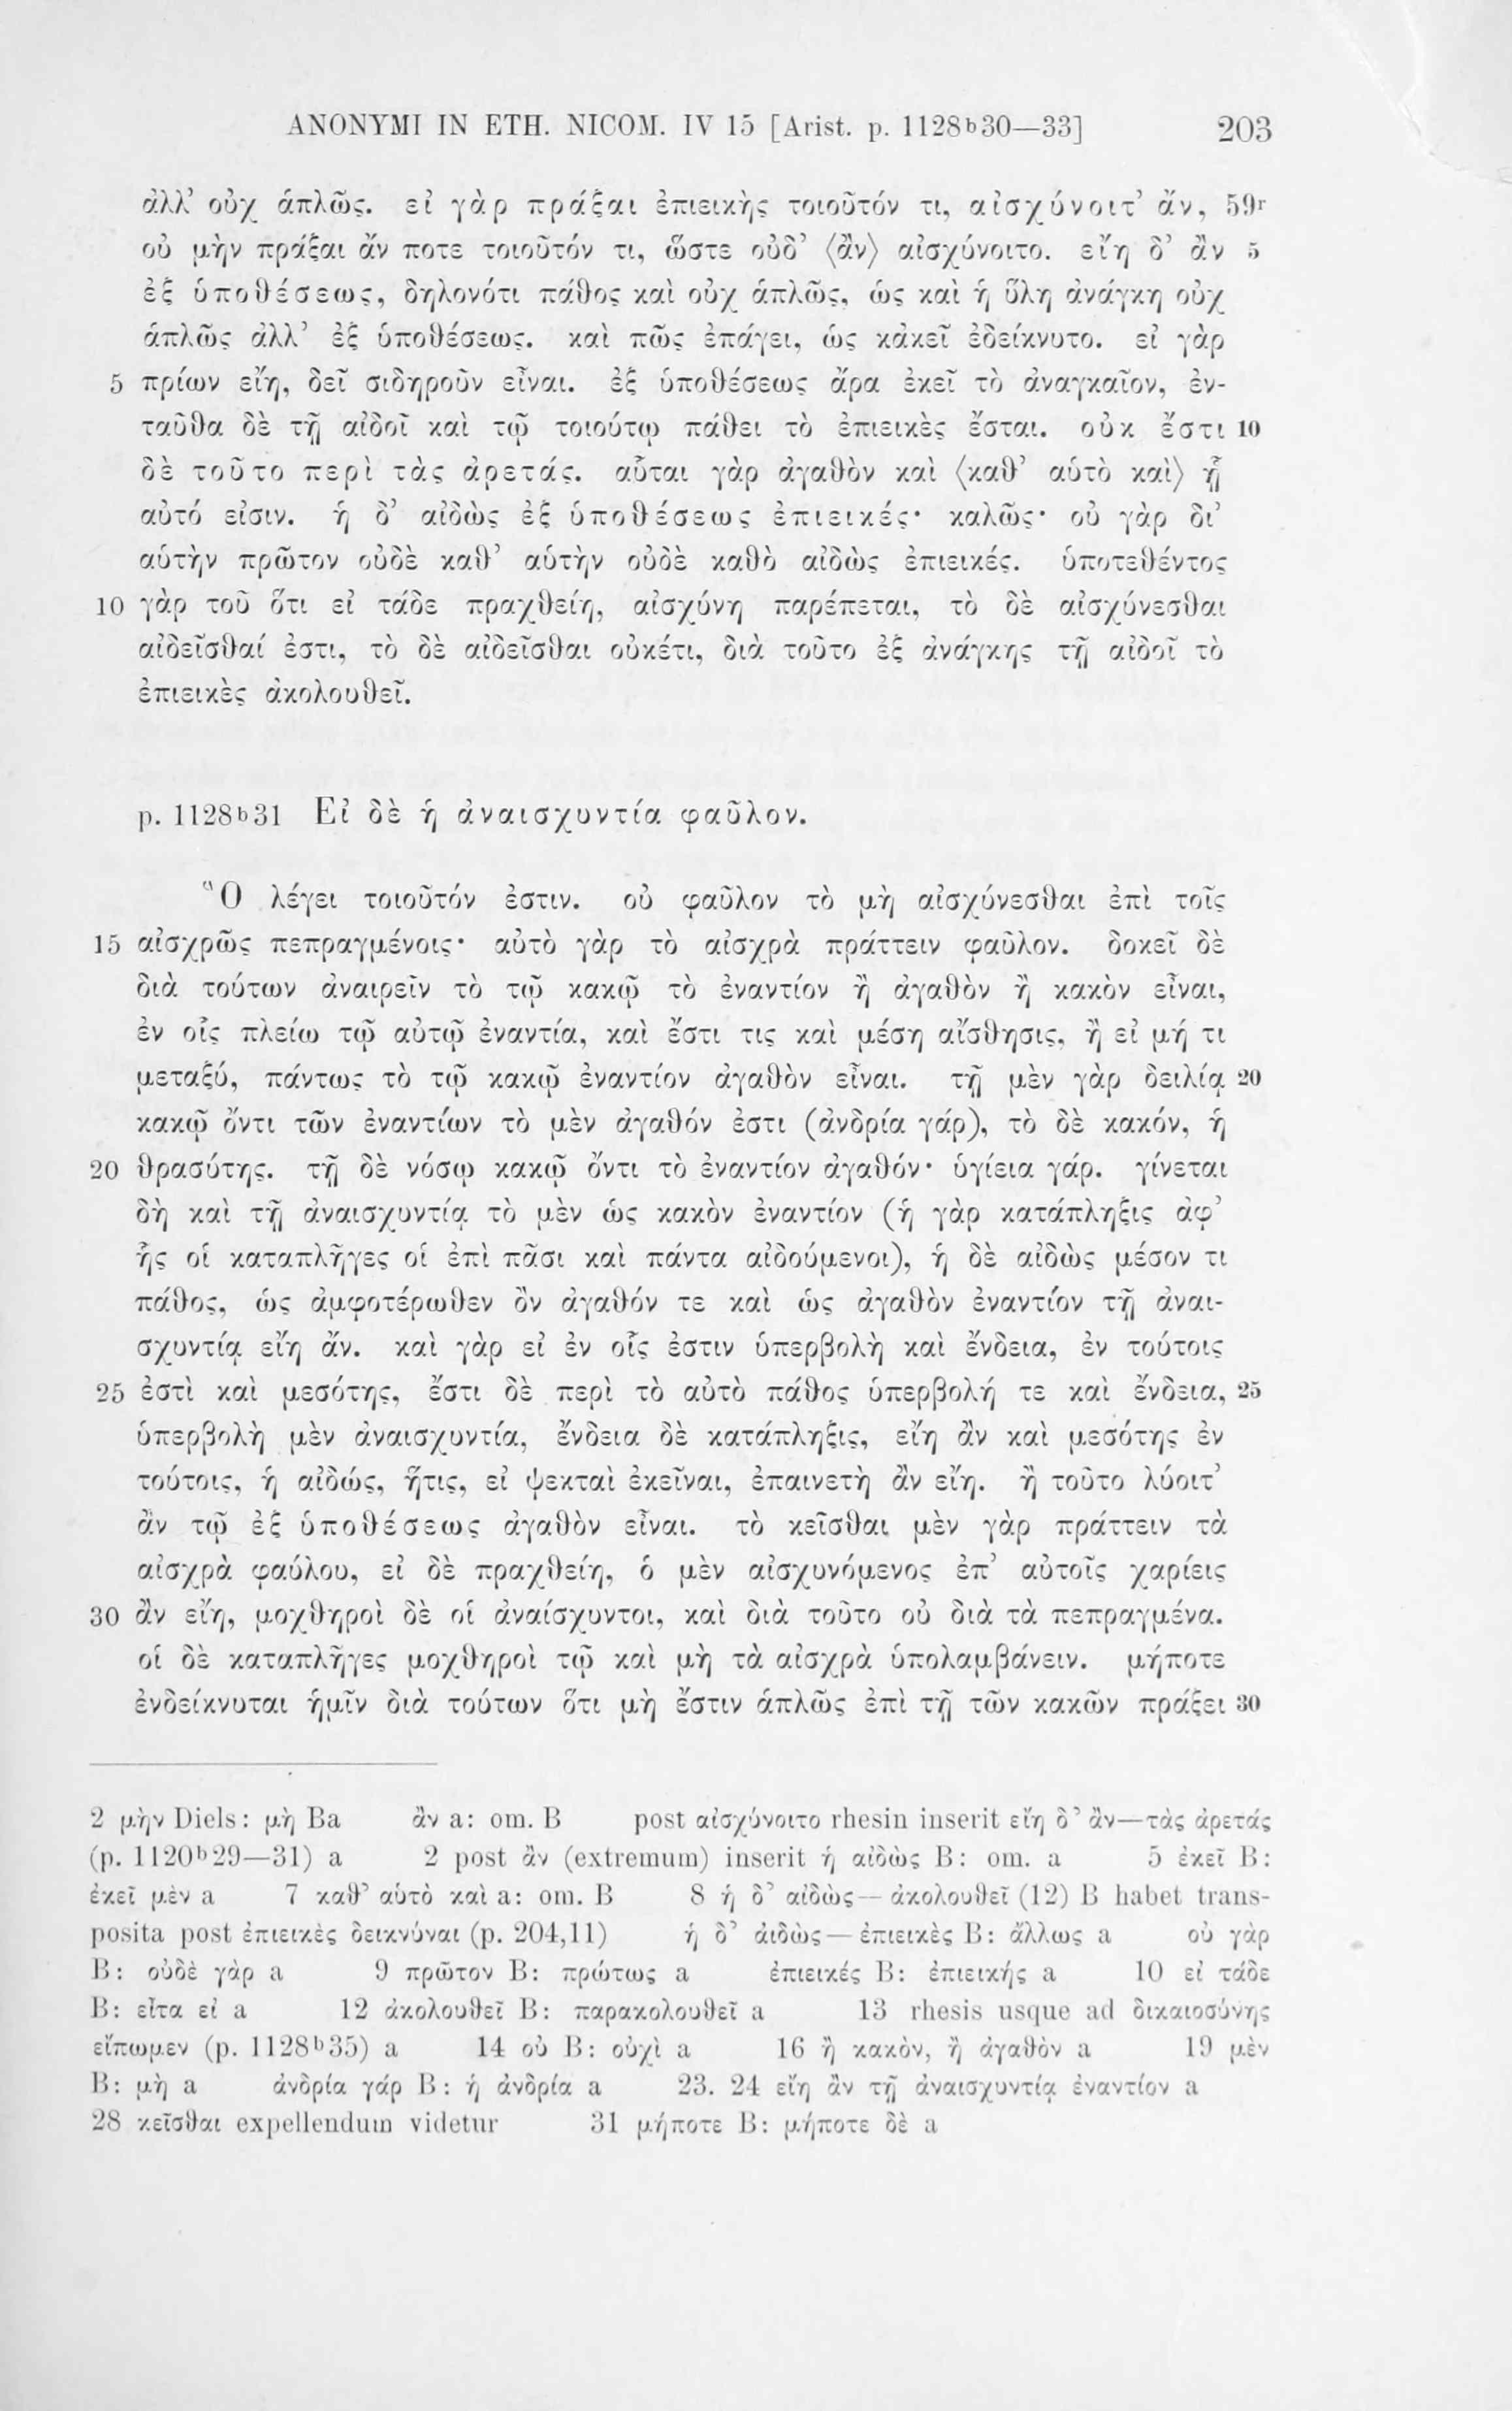 ANONYMI IN ETH. NICOM. IV 15 [Arist. p. 1128ᵇ30—33] 203
ἀλλ’ οὐχ ἁπλῶς. εἰ γὰρ πράξαι ἐπιεικὴς τοιοῦτόν τι, αἰσχύνοιτ’ ἄν, 59ʳ
οὐ μὴν πράξαι ἄν ποτε τοιοῦτόν τι, ὥστε οὐδ’ ⟨ἂν⟩ αἰσχύνοιτο. εἴη δ’ ἂν 5
ἐξ ὑποθέσεως, δηλονότι πάθος καὶ οὐχ ἁπλῶς, ὡς καὶ ἡ ὕλη ἀνάγκη οὐχ
ἁπλῶς ἀλλ’ ἐξ ὑποθέσεως. καὶ πῶς ἐπάγει, ὡς κἀκεῖ ἐδείκνυτο. εἰ γὰρ
5 πρίων εἴη, δεῖ σιδηροῦν εἶναι. ἐξ ὑποθέσεως ἄρα ἐκεῖ τὸ ἀναγκαῖον, ἐν-
ταῦθα δὲ τῇ αἰδοῖ καὶ τῷ τοιούτῳ πάθει τὸ ἐπιεικὲς ἔσται. οὐκ ἔστι 10
δὲ τοῦτο περὶ τὰς ἀρετάς. αὗται γὰρ ἀγαθὸν καὶ ⟨καθ’ αὑτὸ καὶ⟩ ᾗ
αὐτό εἰσιν. ἡ δ’ αἰδὼς ἐξ ὑποθέσεως ἐπιεικές· καλῶς· οὐ γὰρ δι’
αὑτὴν πρῶτον οὐδὲ καθ’ αὑτὴν οὐδὲ καθὸ αἰδὼς ἐπιεικές. ὑποτεθέντος
10 γὰρ τοῦ ὅτι εἰ τάδε πραχθείη, αἰσχύνη παρέπεται, τὸ δὲ αἰσχύνεσθαι
αἰδεῖσθαί ἐστι, τὸ δὲ αἰδεῖσθαι οὐκέτι, διὰ τοῦτο ἐξ ἀνάγκης τῇ αἰδοῖ τὸ
ἐπιεικὲς ἀκολουθεῖ.
p. 1128ᵇ31 Εἰ δὲ ἡ ἀναισχυντία φαῦλον.
Ὃ λέγει τοιοῦτόν ἐστιν. οὐ φαῦλον τὸ μὴ αἰσχύνεσθαι ἐπὶ τοῖς
15 αἰσχρῶς πεπραγμένοις· αὐτὸ γὰρ τὸ αἰσχρὰ πράττειν φαῦλον. δοκεῖ δὲ
διὰ τούτων ἀναιρεῖν τὸ τῷ κακῷ τὸ ἐναντίον ἢ ἀγαθὸν ἢ κακὸν εἶναι,
ἐν οἷς πλείω τῷ αὐτῷ ἐναντία, καὶ ἔστι τις καὶ μέση αἴσθησις, ἢ εἰ μή τι
μεταξύ, πάντως τὸ τῷ κακῷ ἐναντίον ἀγαθὸν εἶναι. τῇ μὲν γὰρ δειλίᾳ 20
κακῷ ὄντι τῶν ἐναντίων τὸ μὲν ἀγαθόν ἐστι (ἀνδρία γάρ), τὸ δὲ κακόν, ἡ
20 θρασύτης. τῇ δὲ νόσῳ κακῷ ὄντι τὸ ἐναντίον ἀγαθόν· ὑγίεια γάρ. γίνεται
δὴ καὶ τῇ ἀναισχυντίᾳ τὸ μὲν ὡς κακὸν ἐναντίον (ἡ γὰρ κατάπληξις ἀφ’
ἧς οἱ καταπλῆγες οἱ ἐπὶ πᾶσι καὶ πάντα αἰδούμενοι), ἡ δὲ αἰδὼς μέσον τι
πάθος, ὡς ἀμφοτέρωθεν ὂν ἀγαθόν τε καὶ ὡς ἀγαθὸν ἐναντίον τῇ ἀναι-
σχυντίᾳ εἴη ἄν. καὶ γὰρ εἰ ἐν οἷς ἐστιν ὑπερβολὴ καὶ ἔνδεια, ἐν τούτοις
25 ἐστὶ καὶ μεσότης, ἔστι δὲ περὶ τὸ αὐτὸ πάθος ὑπερβολή τε καὶ ἔνδεια, 25
ὑπερβολὴ μὲν ἀναισχυντία, ἔνδεια δὲ κατάπληξις, εἴη ἂν καὶ μεσότης ἐν
τούτοις, ἡ αἰδώς, ἥτις, εἰ ψεκταὶ ἐκεῖναι, ἐπαινετὴ ἂν εἴη. ἢ τοῦτο λύοιτ’
ἂν τῷ ἐξ ὑποθέσεως ἀγαθὸν εἶναι. τὸ κεῖσθαι μὲν γὰρ πράττειν τὰ
αἰσχρὰ φαύλου, εἰ δὲ πραχθείη, ὁ μὲν αἰσχυνόμενος ἐπ’ αὐτοῖς χαρίεις
30 ἂν εἴη, μοχθηροὶ δὲ οἱ ἀναίσχυντοι, καὶ διὰ τοῦτο οὐ διὰ τὰ πεπραγμένα.
οἱ δὲ καταπλῆγες μοχθηροὶ τῷ καὶ μὴ τὰ αἰσχρὰ ὑπολαμβάνειν. μήποτε
ἐνδείκνυται ἡμῖν διὰ τούτων ὅτι μὴ ἔστιν ἁπλῶς ἐπὶ τῇ τῶν κακῶν πράξει 30
2 μὴν Diels: μὴ Ba ἂν a: om. B post αἰσχύνοιτο rhesin inserit εἴη δ’ ἂν—τὰς ἀρετάς
(p. 1120ᵇ29—31) a 2 post ἂν (extremum) inserit ἡ αἰδὼς B: om. a 5 ἐκεῖ B:
ἐκεῖ μὲν a 7 καθ’ αὑτὸ καὶ a: om. B 8 ἡ δ’ αἰδὼς—ἀκολουθεῖ (12) B habet trans-
posita post ἐπιεικὲς δεικνύναι (p. 204,11) ἡ δ’ ἀιδὼς—ἐπιεικὲς B: ἄλλως a οὐ γὰρ
B: οὐδὲ γὰρ a 9 πρῶτον B: πρώτως a ἐπιεικές B: ἐπιεικής a 10 εἰ τάδε
B: εἶτα εἰ a 12 ἀκολουθεῖ B: παρακολουθεῖ a 13 rhesis usque ad δικαιοσύνης
εἴπωμεν (p. 1128ᵇ35) a 14 οὐ B: οὐχὶ a 16 ἢ κακὸν, ἢ ἀγαθὸν a 19 μὲν
B: μὴ a ἀνδρία γάρ B: ἡ ἀνδρία a 23. 24 εἴη ἂν τῇ ἀναισχυντίᾳ ἐναντίον a
28 κεῖσθαι expellendum videtur 31 μήποτε B: μήποτε δὲ a